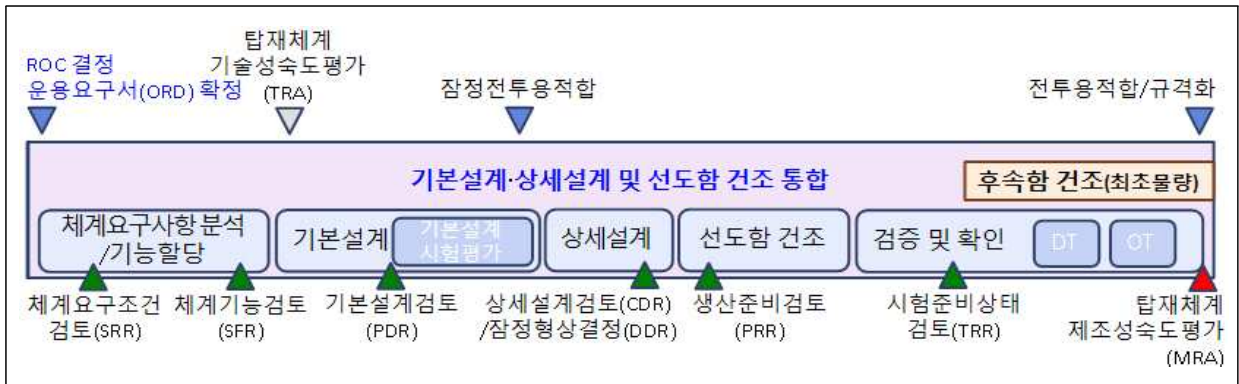 ROC 결정
운용요구서(ORD) 확정
탑재체계
기술성숙도평가
(TRA)
잠정전투용적합
전투용적합/규격화
기본설계·상세설계 및 선도함 건조 통합
후속함 건조(최초물량)
체계요구사항 분석
/기능할당
기본설계
기본설계
시험평가
상세설계
선도함 건조
검증 및 확인
DT
OT
체계요구조건
검토(SRR)
체계기능검토
(SFR)
기본설계검토
(PDR)
상세설계검토(CDR)
/잠정형상결정(DDR)
생산준비검토
(PRR)
시험준비상태
검토(TRR)
탑재체계
제조성숙도평가
(MRA)